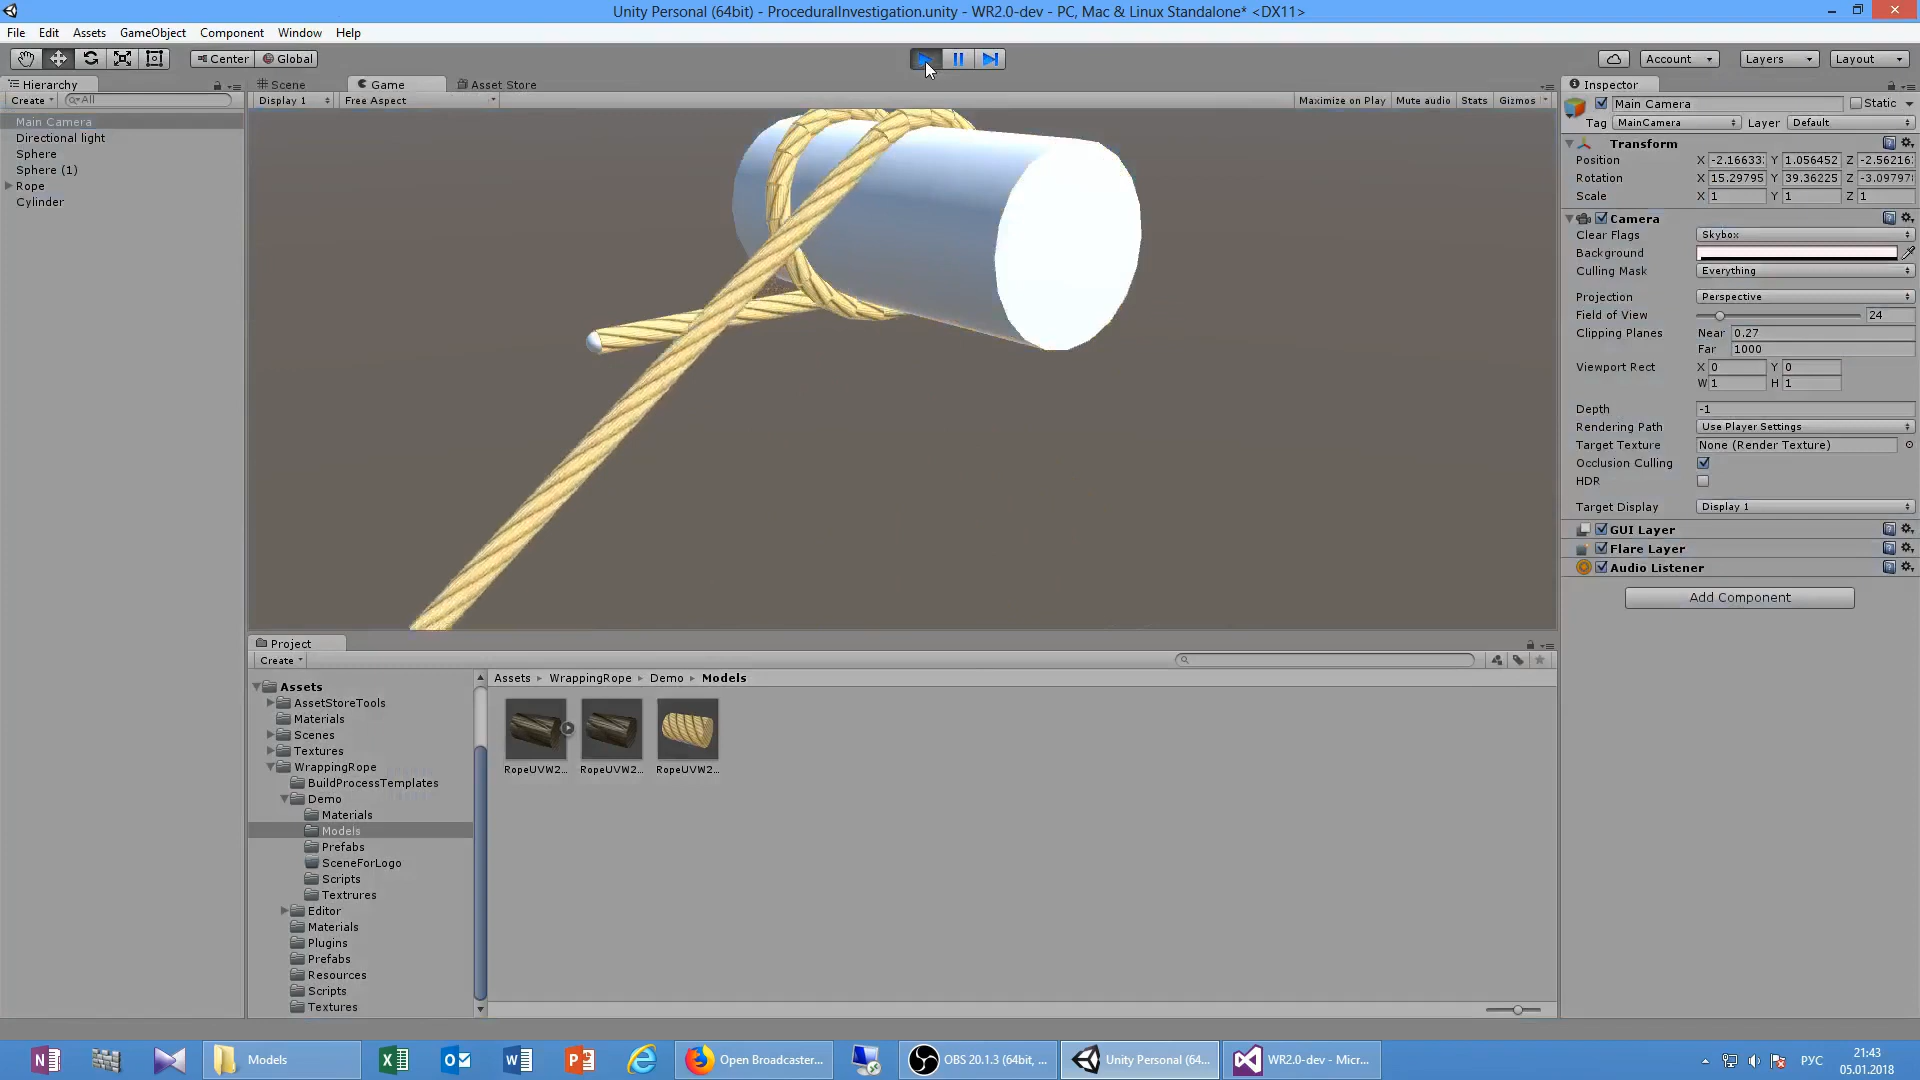 Unity Personal (64bit) - ProceduralInvestigation.unity - WR2.0-dev - PC, Mac & Linux Standalone* <DX11>
File Edit Assets GameObject Component Window Help
Center Global
Account Layers Layout
Hierarchy
Create All
Main Camera
Directional light
Sphere
Sphere (1)
Rope
Cylinder
Scene Game Asset Store
Display 1 Free Aspect Maximize on Play Mute audio Stats Gizmos
Inspector
Main Camera Static
Tag MainCamera Layer Default
Transform
Position X -2.16633 Y 1.056452 Z -2.56216
Rotation X 15.29795 Y 39.36225 Z -3.09797
Scale X 1 Y 1 Z 1
Camera
Clear Flags Skybox
Background
Culling Mask Everything
Projection Perspective
Field of View 24
Clipping Planes Near 0.27
Far 1000
Viewport Rect X 0 Y 0
W 1 H 1
Depth -1
Rendering Path Use Player Settings
Target Texture None (Render Texture)
Occlusion Culling
HDR
Target Display Display 1
GUI Layer
Flare Layer
Audio Listener
Add Component
Project
Create
Assets
AssetStoreTools
Materials
Scenes
Textures
WrappingRope
BuildProcessTemplates
Demo
Materials
Models
Prefabs
SceneForLogo
Scripts
Textrures
Editor
Materials
Plugins
Prefabs
Resources
Scripts
Textures
Assets WrappingRope Demo Models
RopeUVW2... RopeUVW2... RopeUVW2...
Models Open Broadcaster... OBS 20.1.3 (64bit, ... Unity Personal (64... WR2.0-dev - Micr...
РУС
21:43
05.01.2018